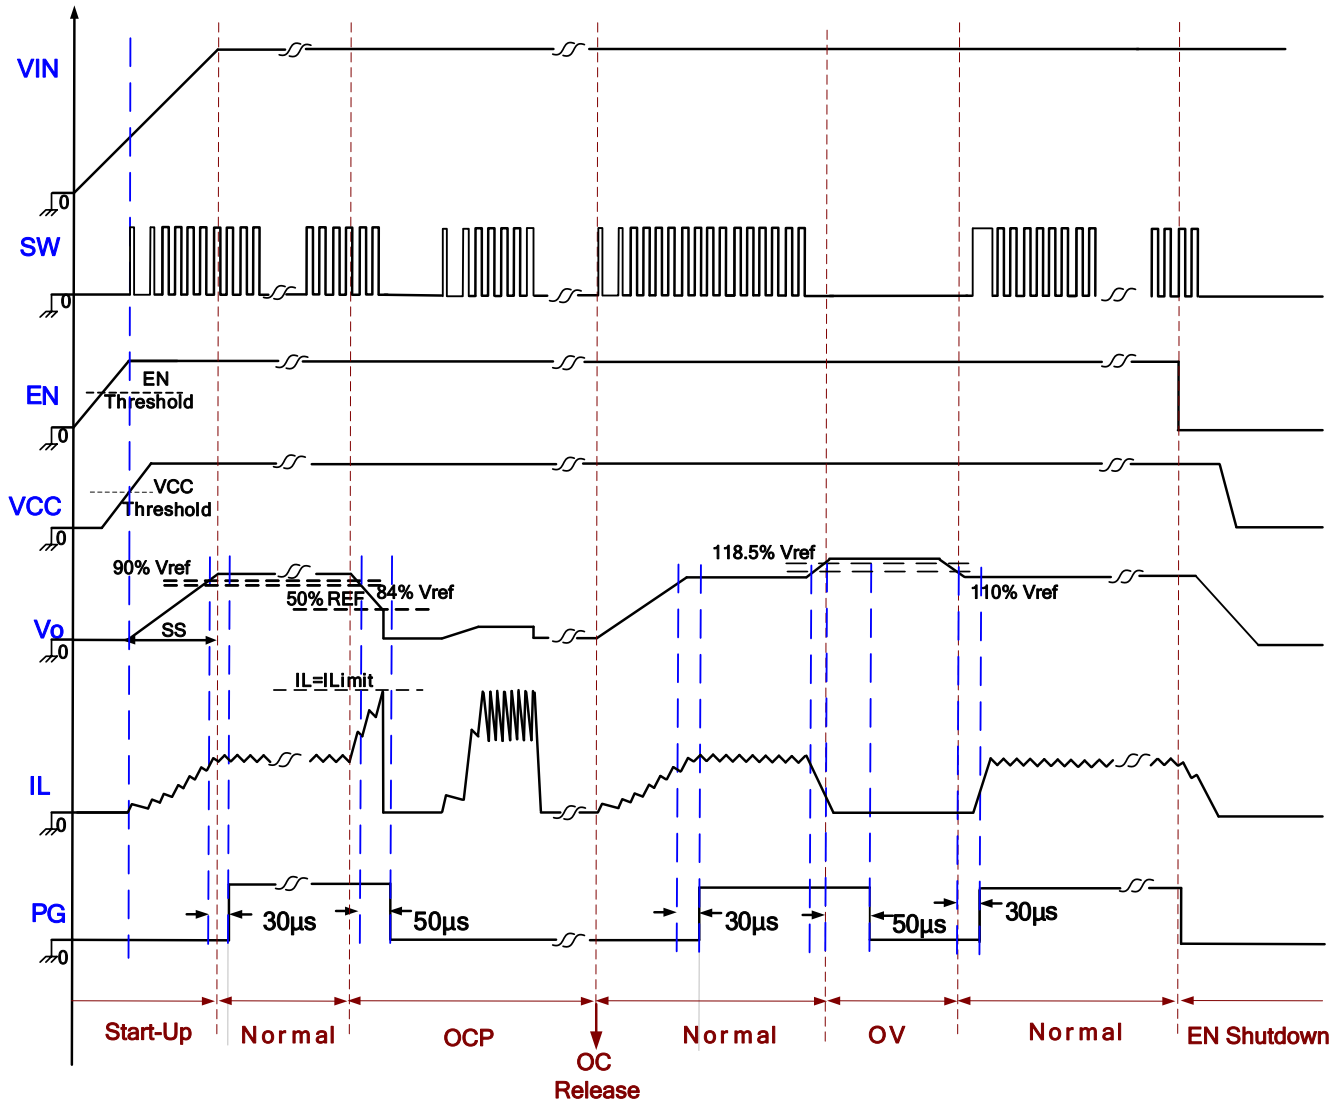 VIN
0
SW
0
EN
EN
Threshold
0
VCC
VCC
Threshold
0
90% Vref
118.5% Vref
84% Vref
50% REF
110% Vref
Vo
SS
0
IL=ILimit
IL
0
PG
30µs
50µs
30µs
50µs
30µs
0
Start-Up
Normal
OCP
Normal
OV
Normal
EN Shutdown
OC
Release